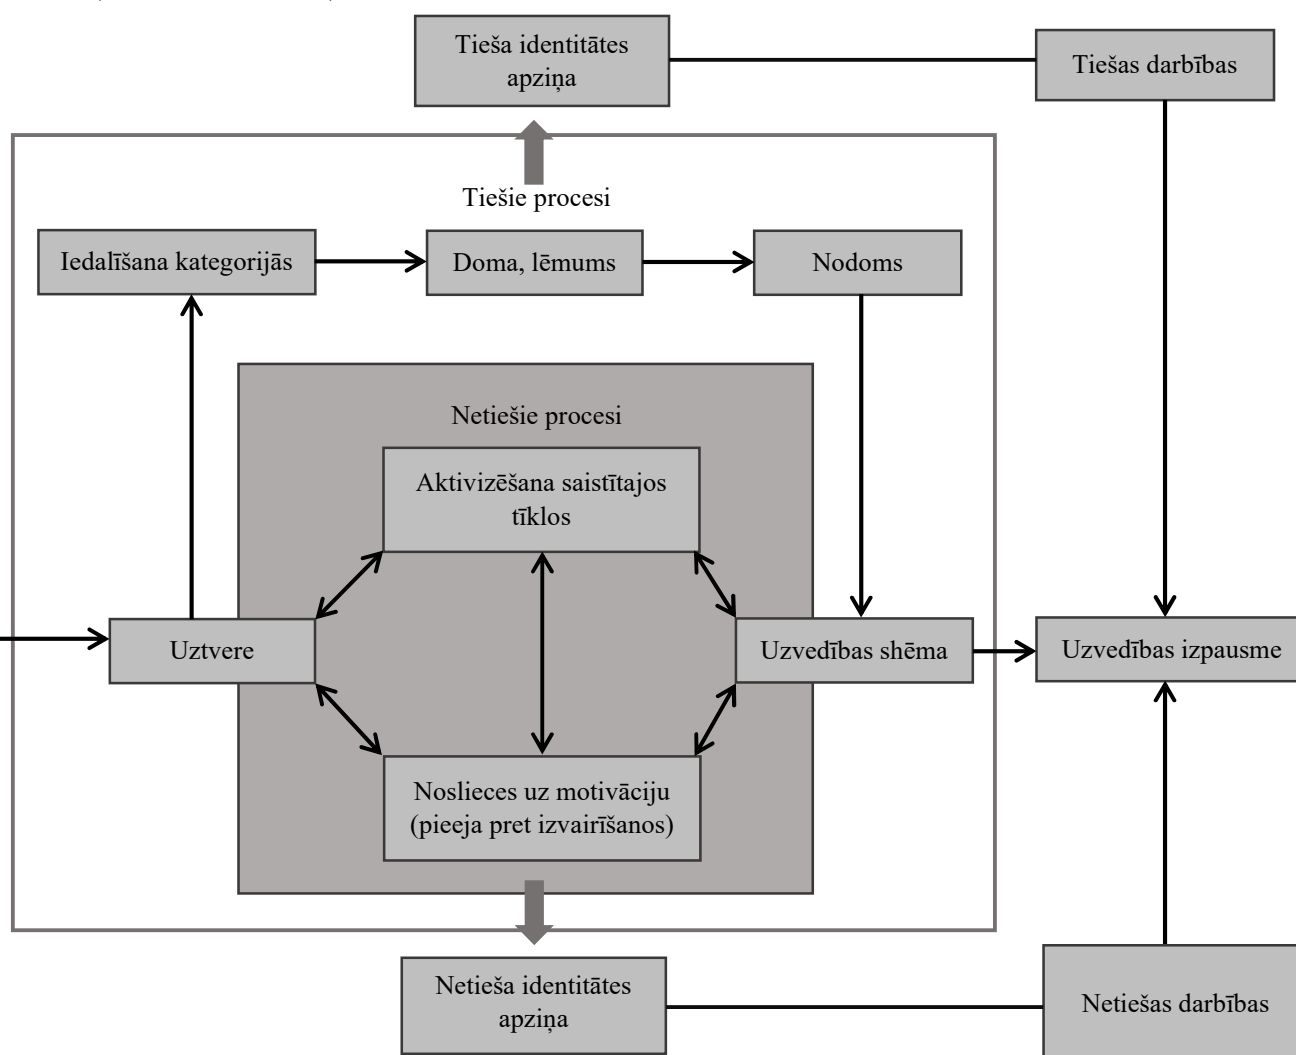 Tieša identitātes
apziņa
Tiešas darbības
Tiešie procesi
Iedalīšana kategorijās
Doma, lēmums
Nodoms
Netiešie procesi
Aktivizēšana saistītajos
tīklos
Uztvere
Uzvedības shēma
Uzvedības izpausme
Noslieces uz motivāciju
(pieeja pret izvairīšanos)
Netieša identitātes
apziņa
Netiešas darbības